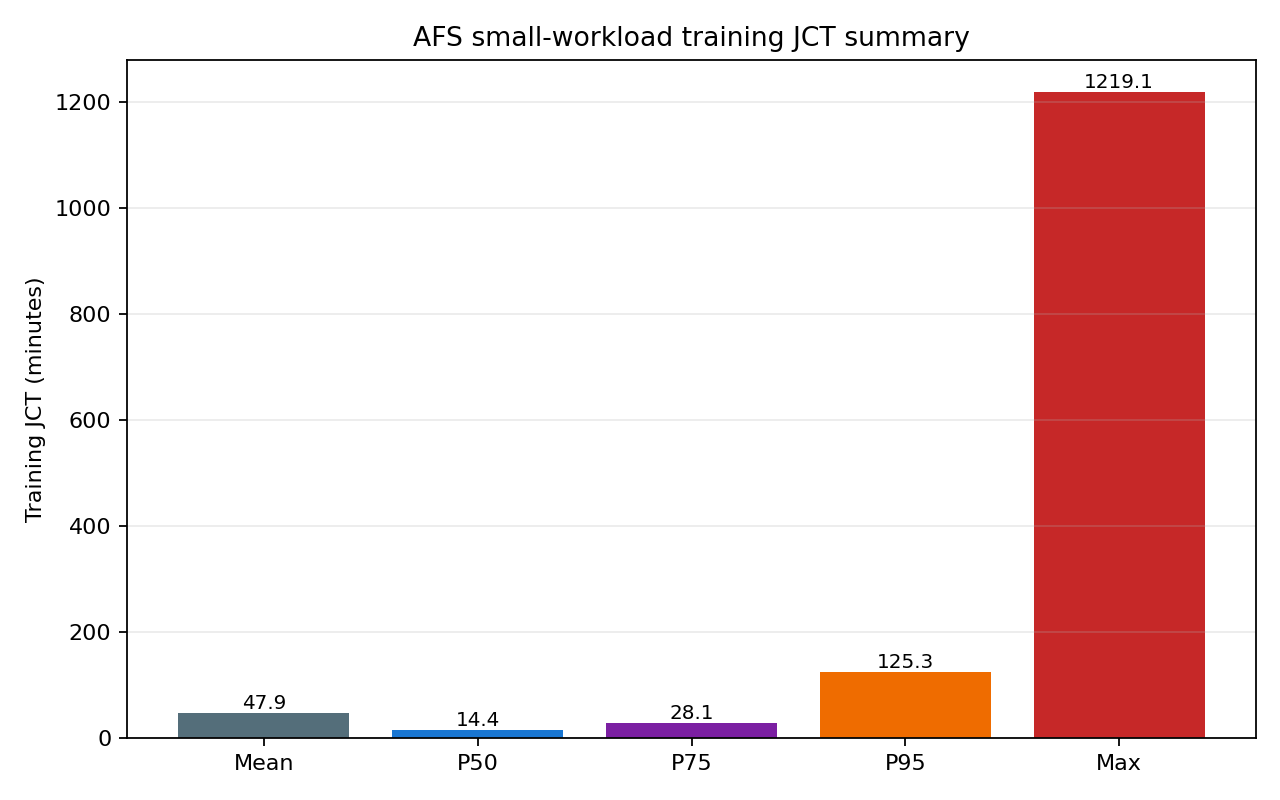 AFS small-workload training JCT summary
Training JCT (minutes)
1200
1000
800
600
400
200
0
47.9
14.4
28.1
125.3
1219.1
Mean
P50
P75
P95
Max